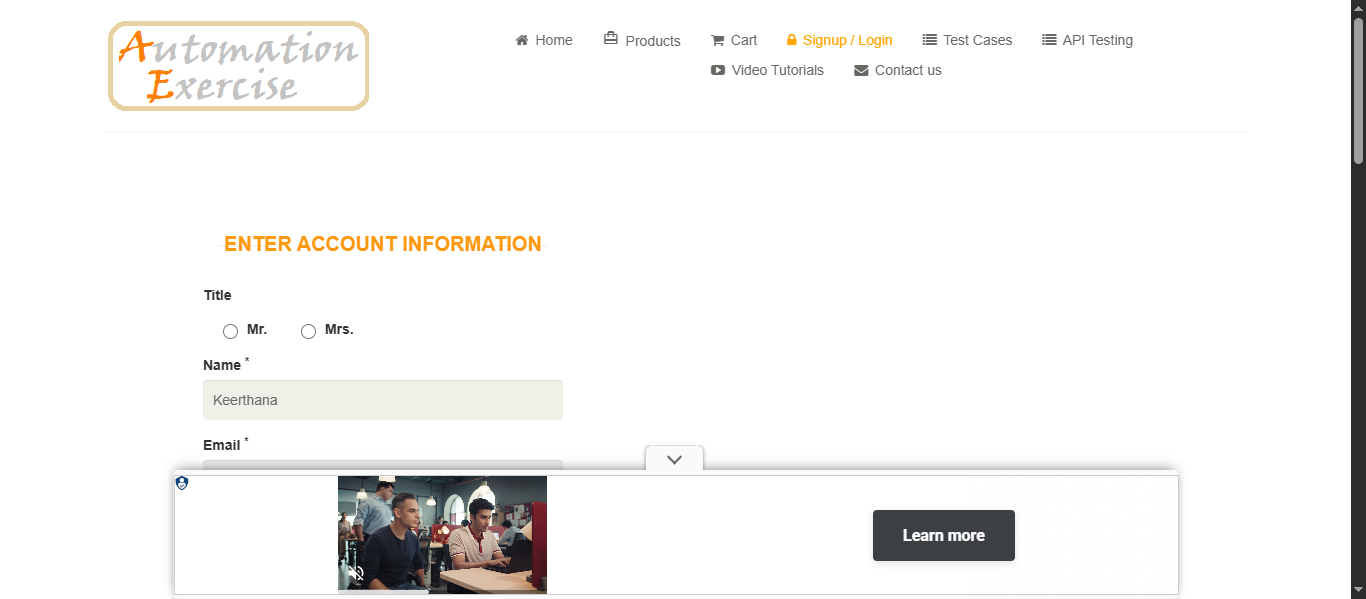 Automation
Exercise
Home Products Cart Signup / Login Test Cases API Testing
Video Tutorials Contact us
ENTER ACCOUNT INFORMATION
Title
Mr. Mrs.
Name *
Keerthana
Email *
Learn more